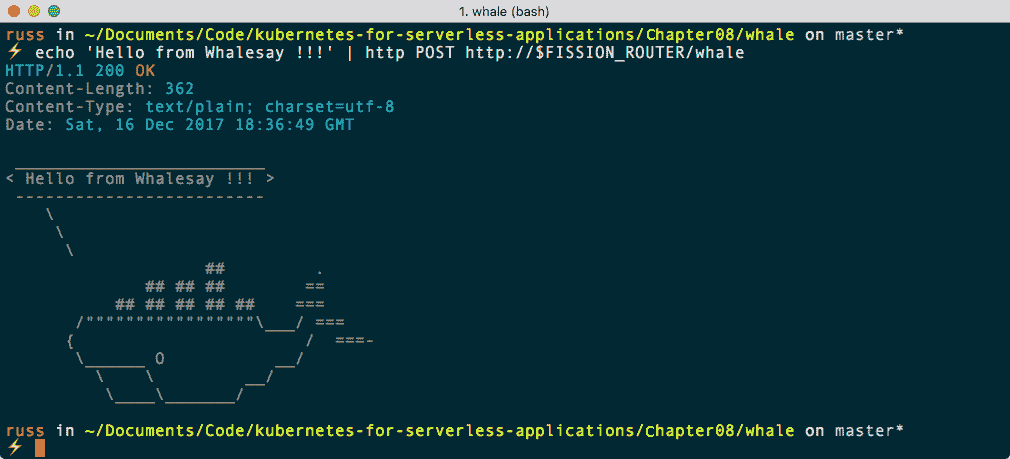 1. whale (bash)
russ in ~/Documents/Code/kubernetes-for-serverless-applications/Chapter08/whale on master*
⚡ echo 'Hello from Whalesay !!!' | http POST http://$FISSION_ROUTER/whale
HTTP/1.1 200 OK
Content-Length: 362
Content-Type: text/plain; charset=utf-8
Date: Sat, 16 Dec 2017 18:36:49 GMT
 _________________________
< Hello from Whalesay !!! >
 -------------------------
    \
     \
      \
                    ##         .
              ## ## ##        ==
           ## ## ## ## ##    ===
       /"""""""""""""""""\___/ ===
      {                       /  ===-
       \______ O           __/
         \    \         __/
          \____\_______/
russ in ~/Documents/Code/kubernetes-for-serverless-applications/Chapter08/whale on master*
⚡